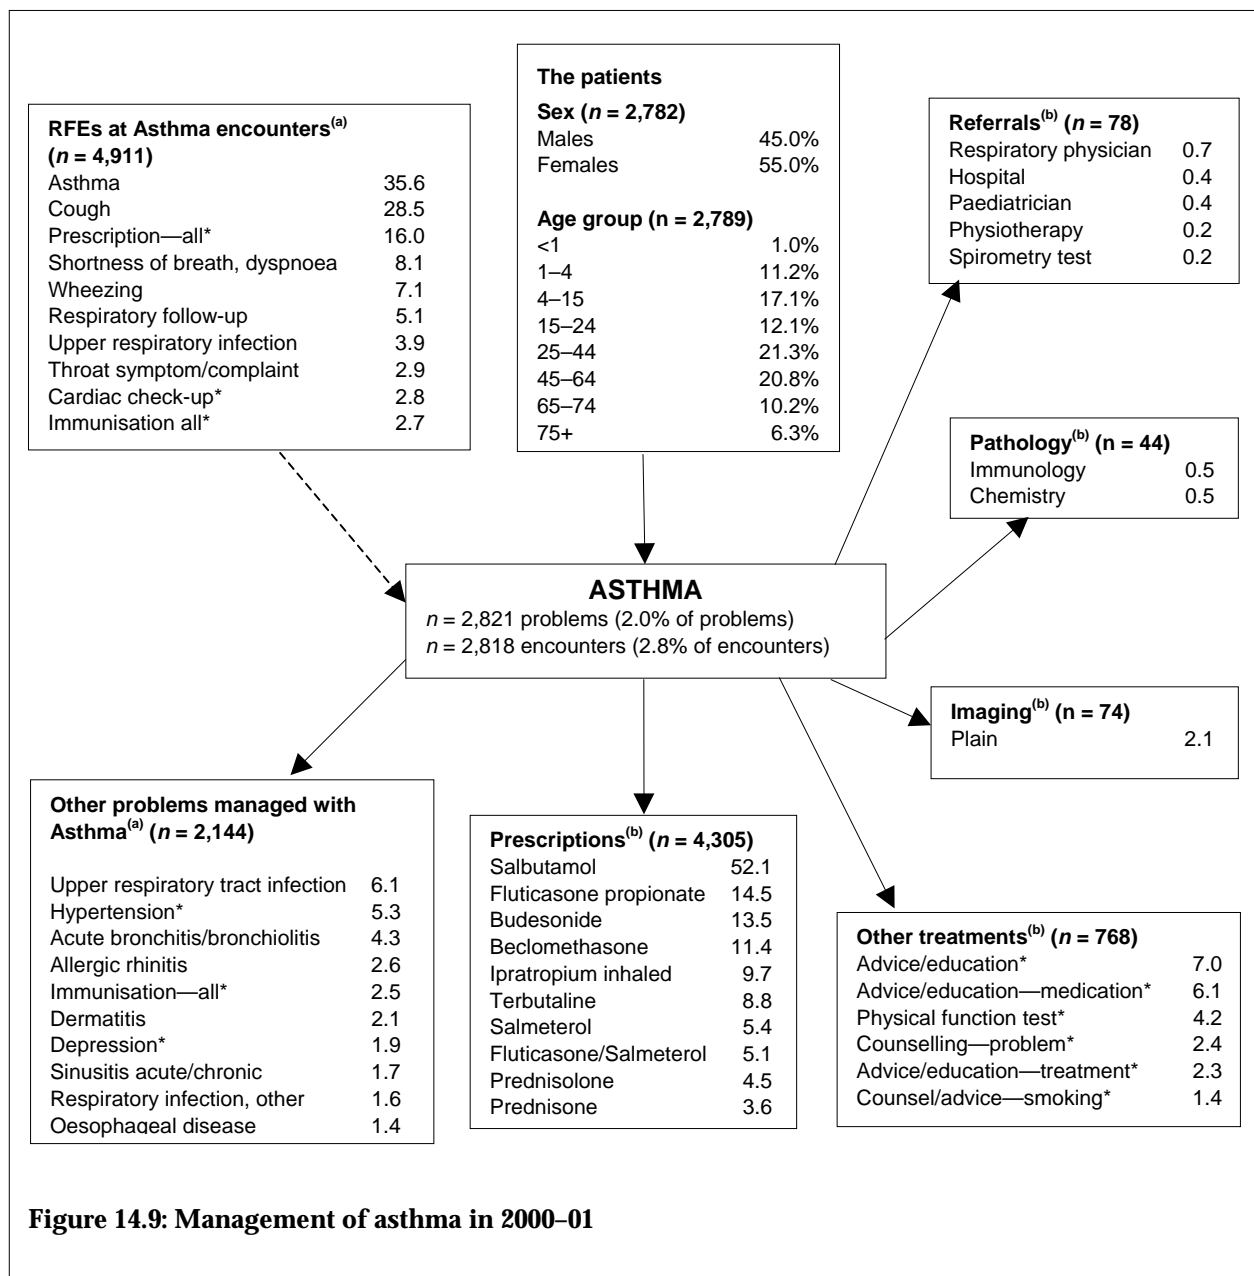 The patients
Sex (n = 2,782)
Males 45.0%
Females 55.0%
Age group (n = 2,789)
<1 1.0%
1–4 11.2%
4–15 17.1%
15–24 12.1%
25–44 21.3%
45–64 20.8%
65–74 10.2%
75+ 6.3%
RFEs at Asthma encounters(a)
(n = 4,911)
Asthma 35.6
Cough 28.5
Prescription—all* 16.0
Shortness of breath, dyspnoea 8.1
Wheezing 7.1
Respiratory follow-up 5.1
Upper respiratory infection 3.9
Throat symptom/complaint 2.9
Cardiac check-up* 2.8
Immunisation all* 2.7
Referrals(b) (n = 78)
Respiratory physician 0.7
Hospital 0.4
Paediatrician 0.4
Physiotherapy 0.2
Spirometry test 0.2
Pathology(b) (n = 44)
Immunology 0.5
Chemistry 0.5
ASTHMA
n = 2,821 problems (2.0% of problems)
n = 2,818 encounters (2.8% of encounters)
Imaging(b) (n = 74)
Plain 2.1
Other problems managed with
Asthma(a) (n = 2,144)
Upper respiratory tract infection 6.1
Hypertension* 5.3
Acute bronchitis/bronchiolitis 4.3
Allergic rhinitis 2.6
Immunisation—all* 2.5
Dermatitis 2.1
Depression* 1.9
Sinusitis acute/chronic 1.7
Respiratory infection, other 1.6
Oesophageal disease 1.4
Prescriptions(b) (n = 4,305)
Salbutamol 52.1
Fluticasone propionate 14.5
Budesonide 13.5
Beclomethasone 11.4
Ipratropium inhaled 9.7
Terbutaline 8.8
Salmeterol 5.4
Fluticasone/Salmeterol 5.1
Prednisolone 4.5
Prednisone 3.6
Other treatments(b) (n = 768)
Advice/education* 7.0
Advice/education—medication* 6.1
Physical function test* 4.2
Counselling—problem* 2.4
Advice/education—treatment* 2.3
Counsel/advice—smoking* 1.4
Figure 14.9: Management of asthma in 2000–01